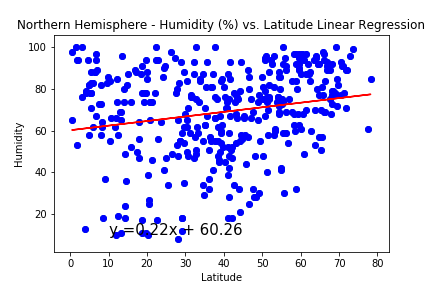 Northern Hemisphere - Humidity (%) vs. Latitude Linear Regression
100
80
60
40
20
Humidity
y =0.22x + 60.26
0 10 20 30 40 50 60 70 80
Latitude